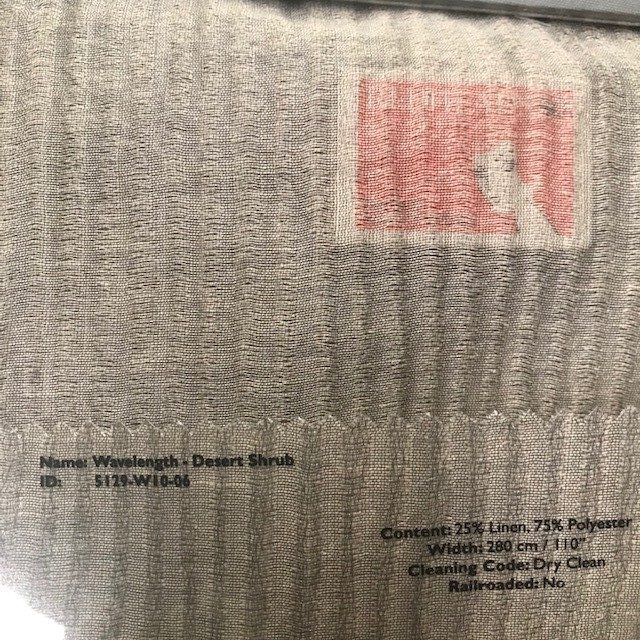 Name: Wavelength - Desert Shrub
ID: 5129-W10-06
Content: 25% Linen, 75% Polyester
Width: 280 cm / 110"
Cleaning Code: Dry Clean
Railroaded: No